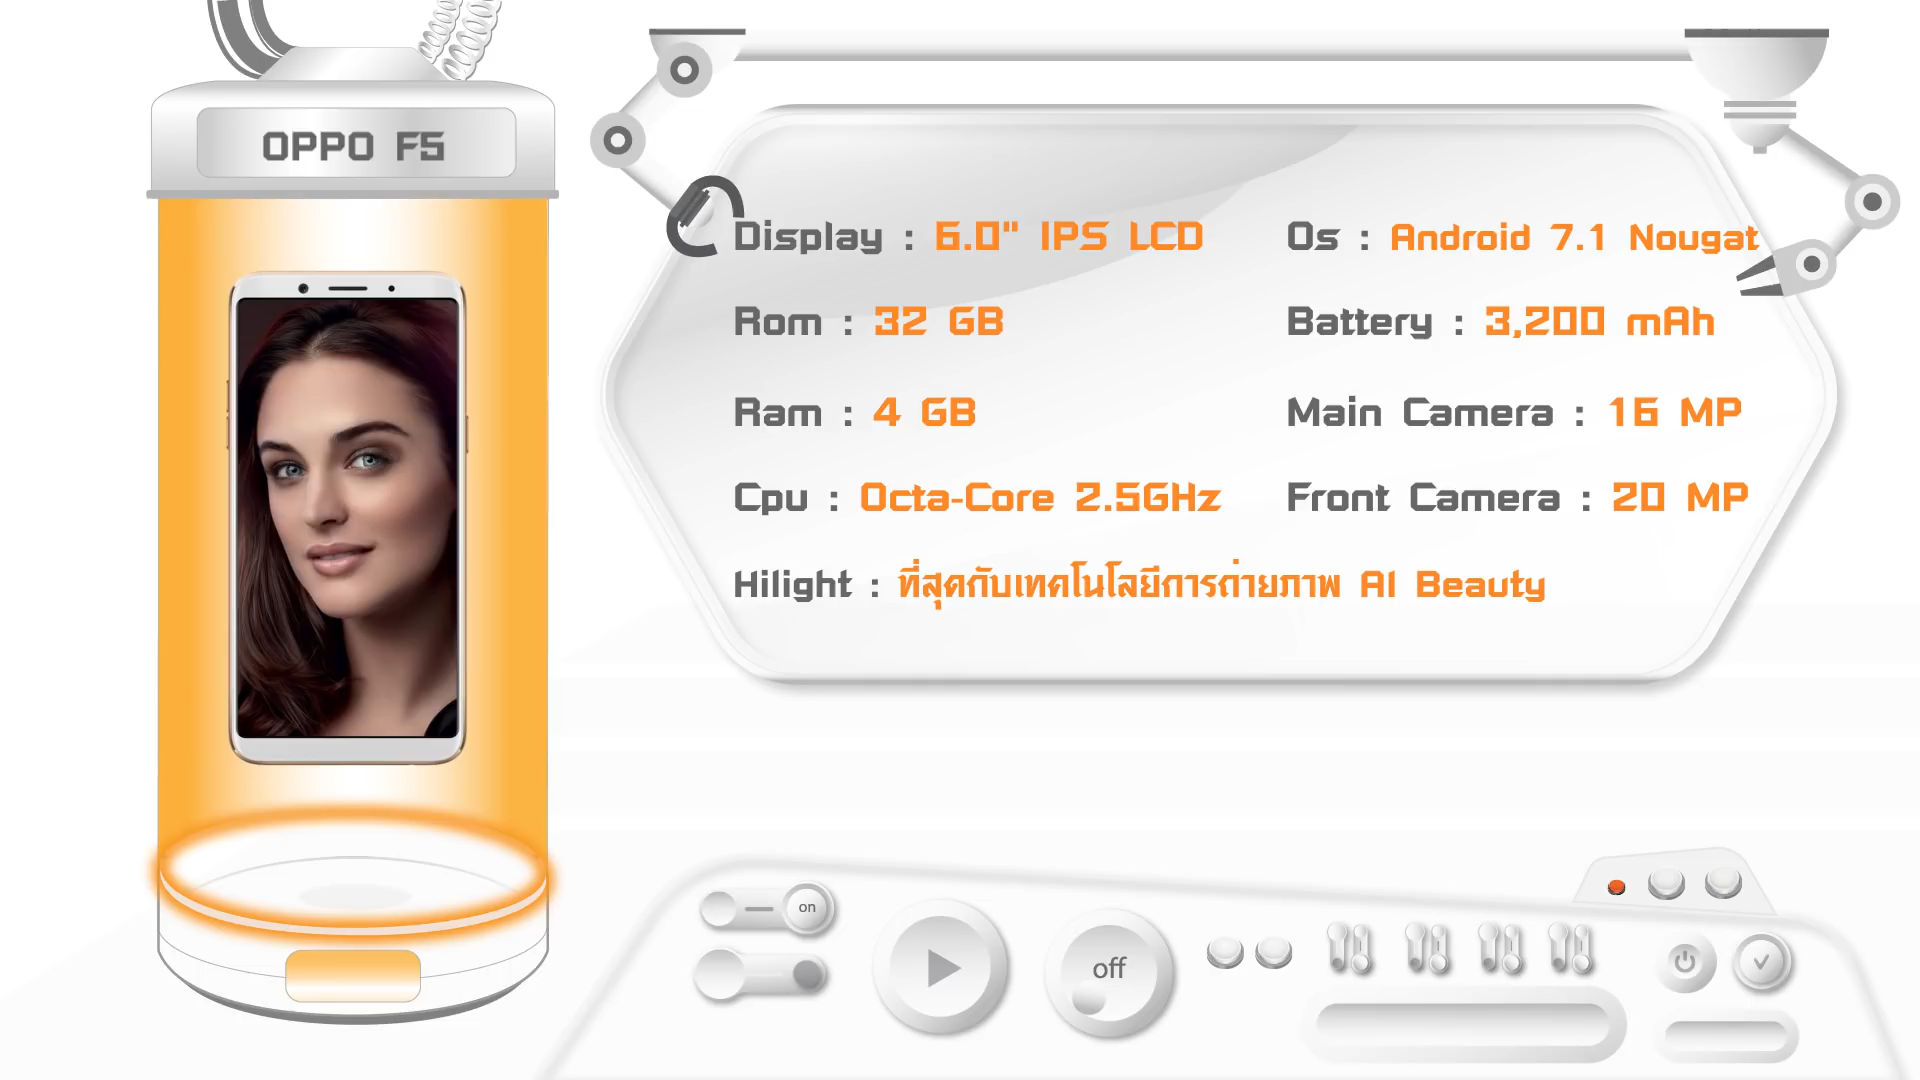 OPPO F5
Display : 6.0" IPS LCD
Os : Android 7.1 Nougat
Rom : 32 GB
Battery : 3,200 mAh
Ram : 4 GB
Main Camera : 16 MP
Cpu : Octa-Core 2.5GHz
Front Camera : 20 MP
Hilight : ที่สุดกับเทคโนโลยีการถ่ายภาพ AI Beauty
on
off